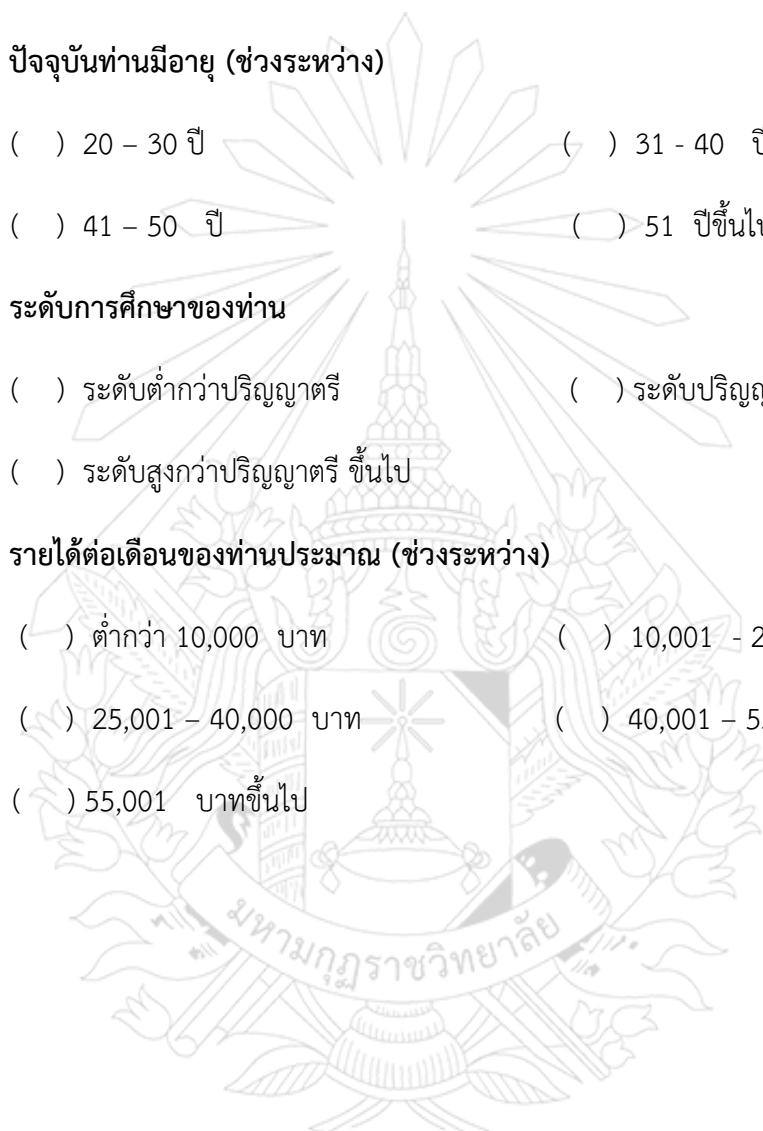 ปัจจุบันท่านมีอายุ (ช่วงระหว่าง)
( ) 20 – 30 ปี ( ) 31 - 40
( ) 41 – 50 ปี ( ) 51 ปีขึ้นไป
ระดับการศึกษาของท่าน
( ) ระดับต่ำกว่าปริญญาตรี ( ) ระดับปริญญ
( ) ระดับสูงกว่าปริญญาตรี ขึ้นไป
รายได้ต่อเดือนของท่านประมาณ (ช่วงระหว่าง)
( ) ต่ำกว่า 10,000 บาท ( ) 10,001 - 2
( ) 25,001 – 40,000 บาท ( ) 40,001 – 5
( ) 55,001 บาทขึ้นไป
มหามกุฏราชวิทยาลัย